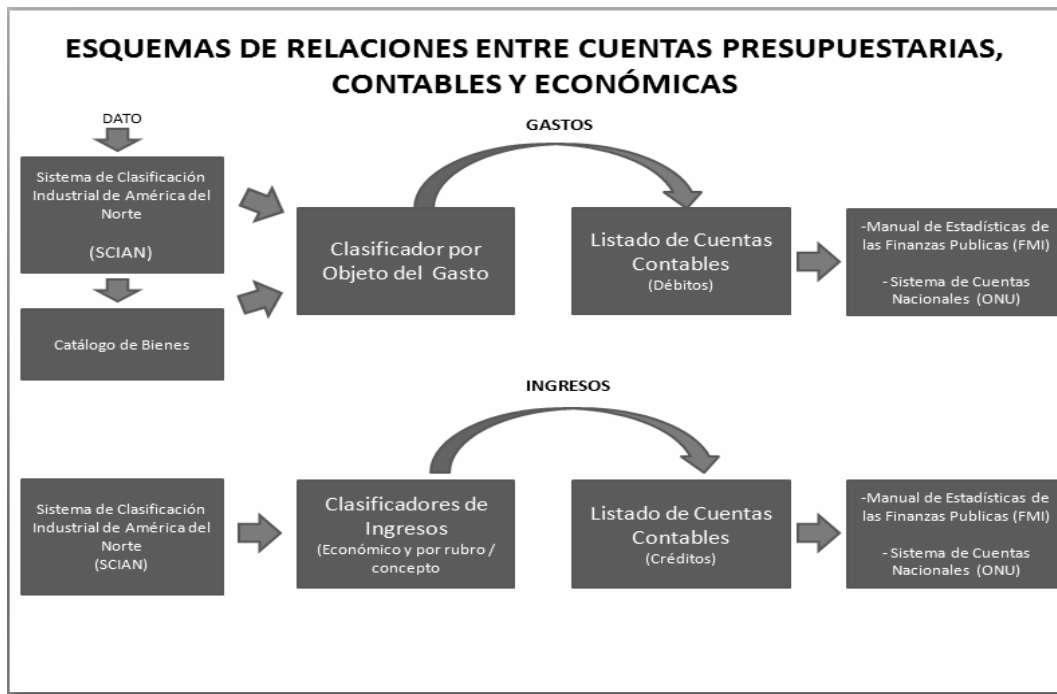 ESQUEMAS DE RELACIONES ENTRE CUENTAS PRESUPUESTARIAS,
CONTABLES Y ECONÓMICAS
DATO
GASTOS
Sistema de Clasificación
Industrial de América del
Norte
(SCIAN)
Clasificador por
Objeto del Gasto
Listado de Cuentas
Contables
(Débitos)
-Manual de Estadísticas de
las Finanzas Publicas (FMI)
- Sistema de Cuentas
Nacionales (ONU)
Catálogo de Bienes
INGRESOS
Sistema de Clasificación
Industrial de América del
Norte
(SCIAN)
Clasificadores de
Ingresos
(Económico y por rubro /
concepto
Listado de Cuentas
Contables
(Créditos)
-Manual de Estadísticas de
las Finanzas Publicas (FMI)
- Sistema de Cuentas
Nacionales (ONU)